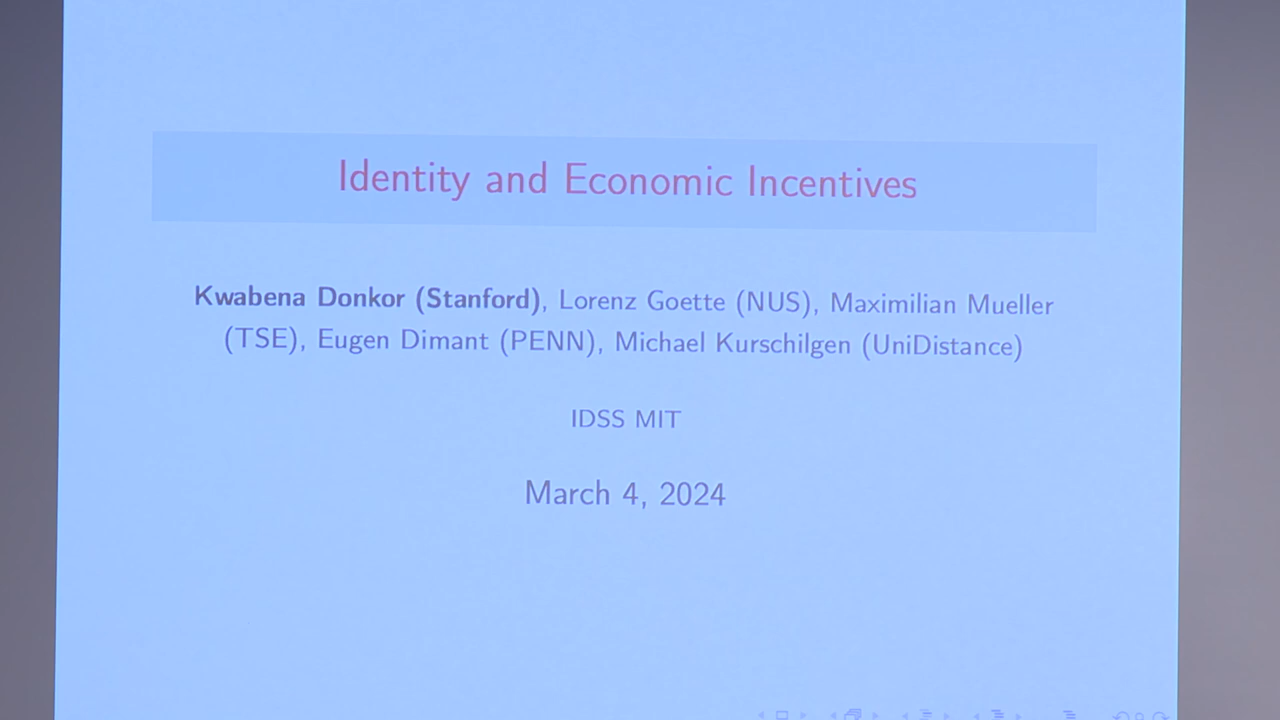 Identity and Economic Incentives
Kwabena Donkor (Stanford), Lorenz Goette (NUS), Maximilian Mueller
(TSE), Eugen Dimant (PENN), Michael Kurschilgen (UniDistance)
IDSS MIT
March 4, 2024